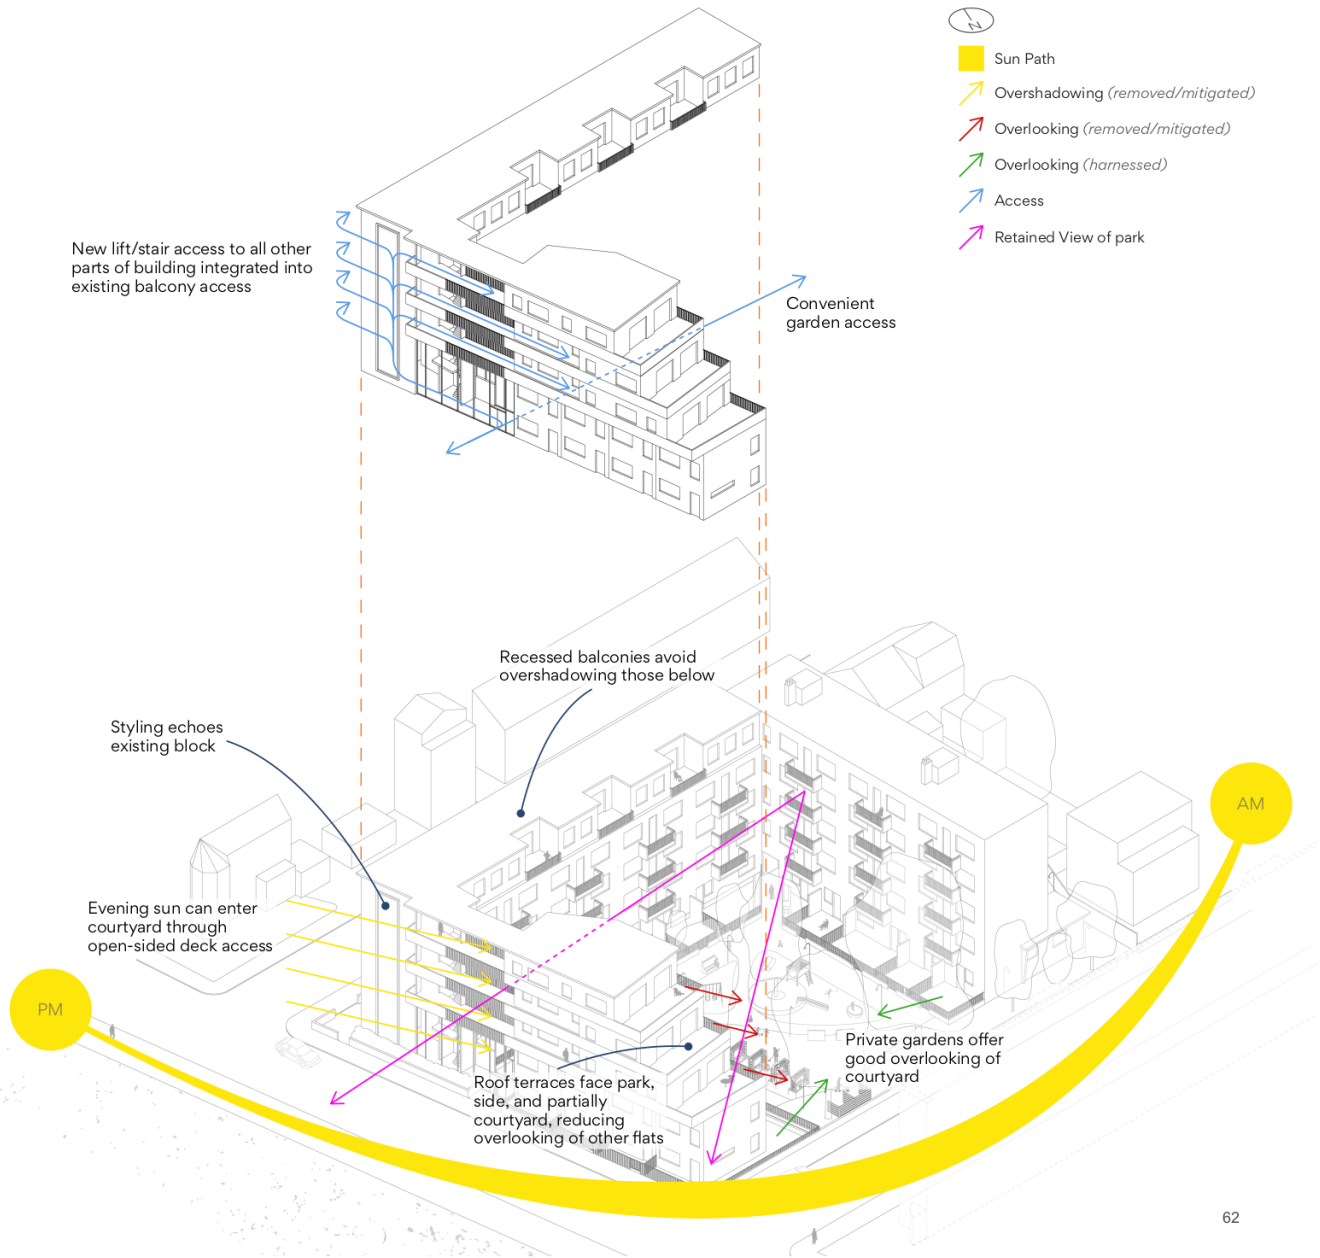 N
Sun Path
Overshadowing (removed/mitigated)
Overlooking (removed/mitigated)
Overlooking (harnessed)
Access
Retained View of park
New lift/stair access to all other
parts of building integrated into
existing balcony access
Convenient
garden access
Recessed balconies avoid
overshadowing those below
Styling echoes
existing block
AM
Evening sun can enter
courtyard through
open-sided deck access
PM
Private gardens offer
good overlooking of
courtyard
Roof terraces face park,
side, and partially
courtyard, reducing
overlooking of other flats
62